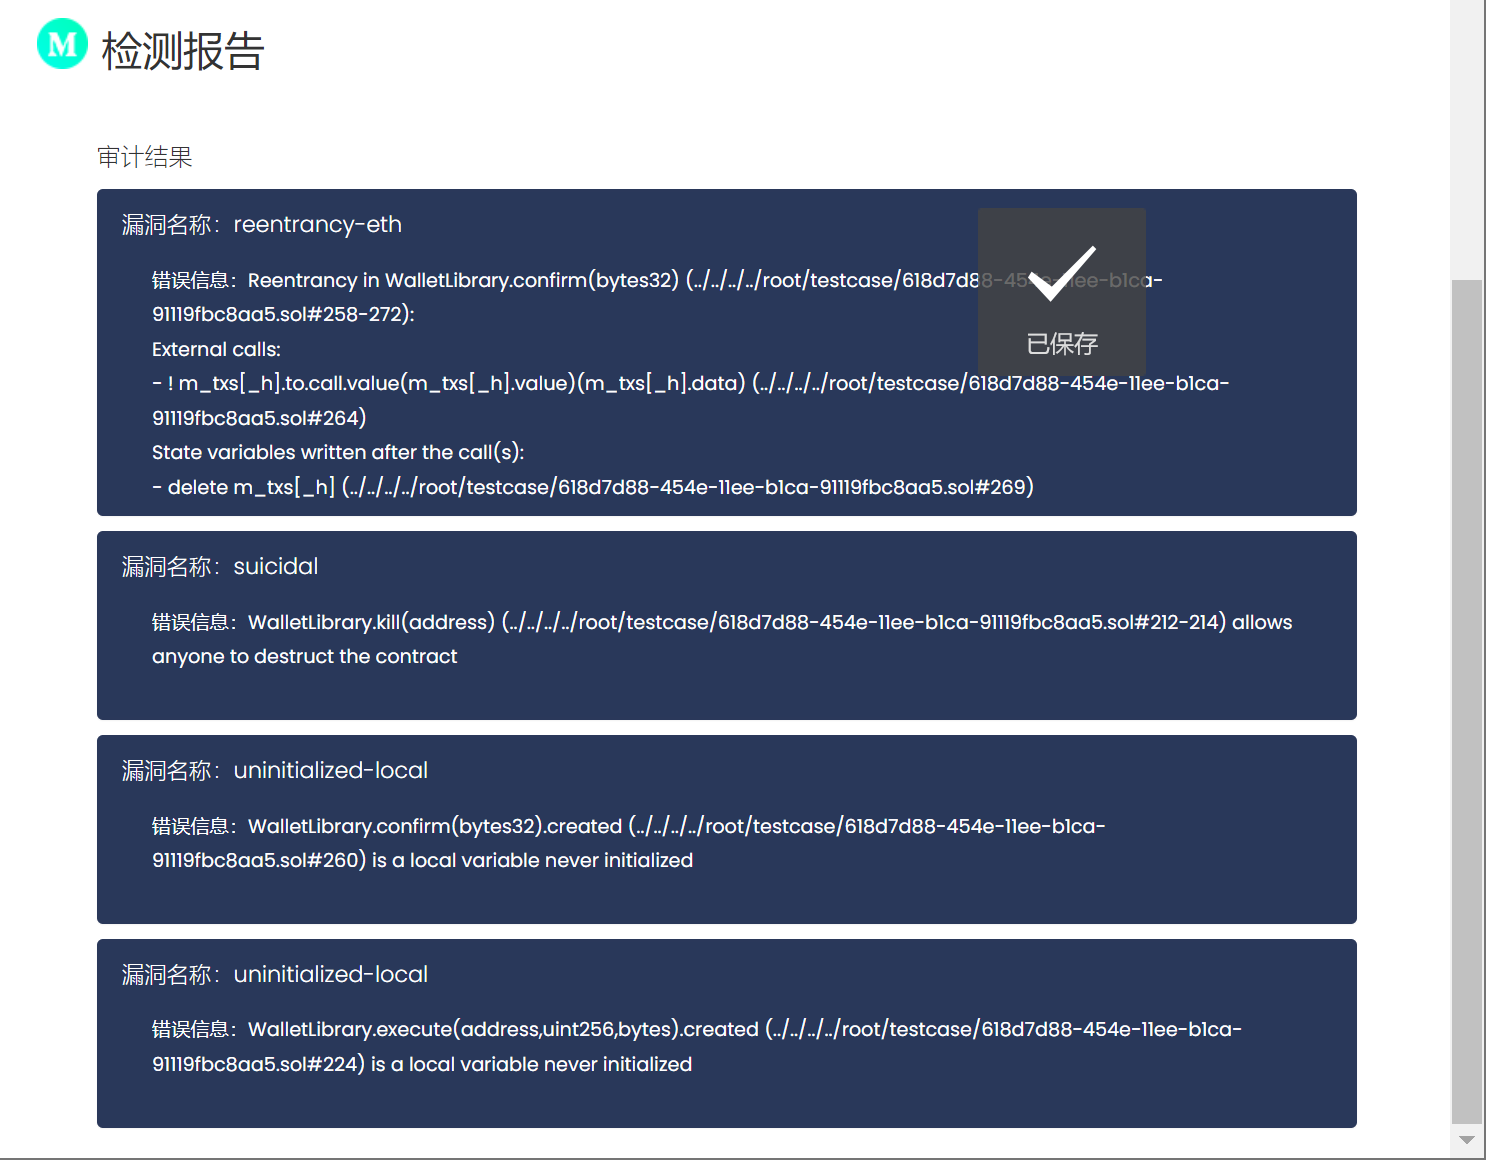 M 检测报告
审计结果
漏洞名称：reentrancy-eth
错误信息：Reentrancy in WalletLibrary.confirm(bytes32) (../../../../root/testcase/618d7d88-454e-11ee-b1ca-
91119fbc8aa5.sol#258-272):
External calls:
- ! m_txs[_h].to.call.value(m_txs[_h].value)(m_txs[_h].data) (../../../../root/testcase/618d7d88-454e-11ee-b1ca-
91119fbc8aa5.sol#264)
State variables written after the call(s):
- delete m_txs[_h] (../../../../root/testcase/618d7d88-454e-11ee-b1ca-91119fbc8aa5.sol#269)
已保存
漏洞名称：suicidal
错误信息：WalletLibrary.kill(address) (../../../../root/testcase/618d7d88-454e-11ee-b1ca-91119fbc8aa5.sol#212-214) allows
anyone to destruct the contract
漏洞名称：uninitialized-local
错误信息：WalletLibrary.confirm(bytes32).created (../../../../root/testcase/618d7d88-454e-11ee-b1ca-
91119fbc8aa5.sol#260) is a local variable never initialized
漏洞名称：uninitialized-local
错误信息：WalletLibrary.execute(address,uint256,bytes).created (../../../../root/testcase/618d7d88-454e-11ee-b1ca-
91119fbc8aa5.sol#224) is a local variable never initialized